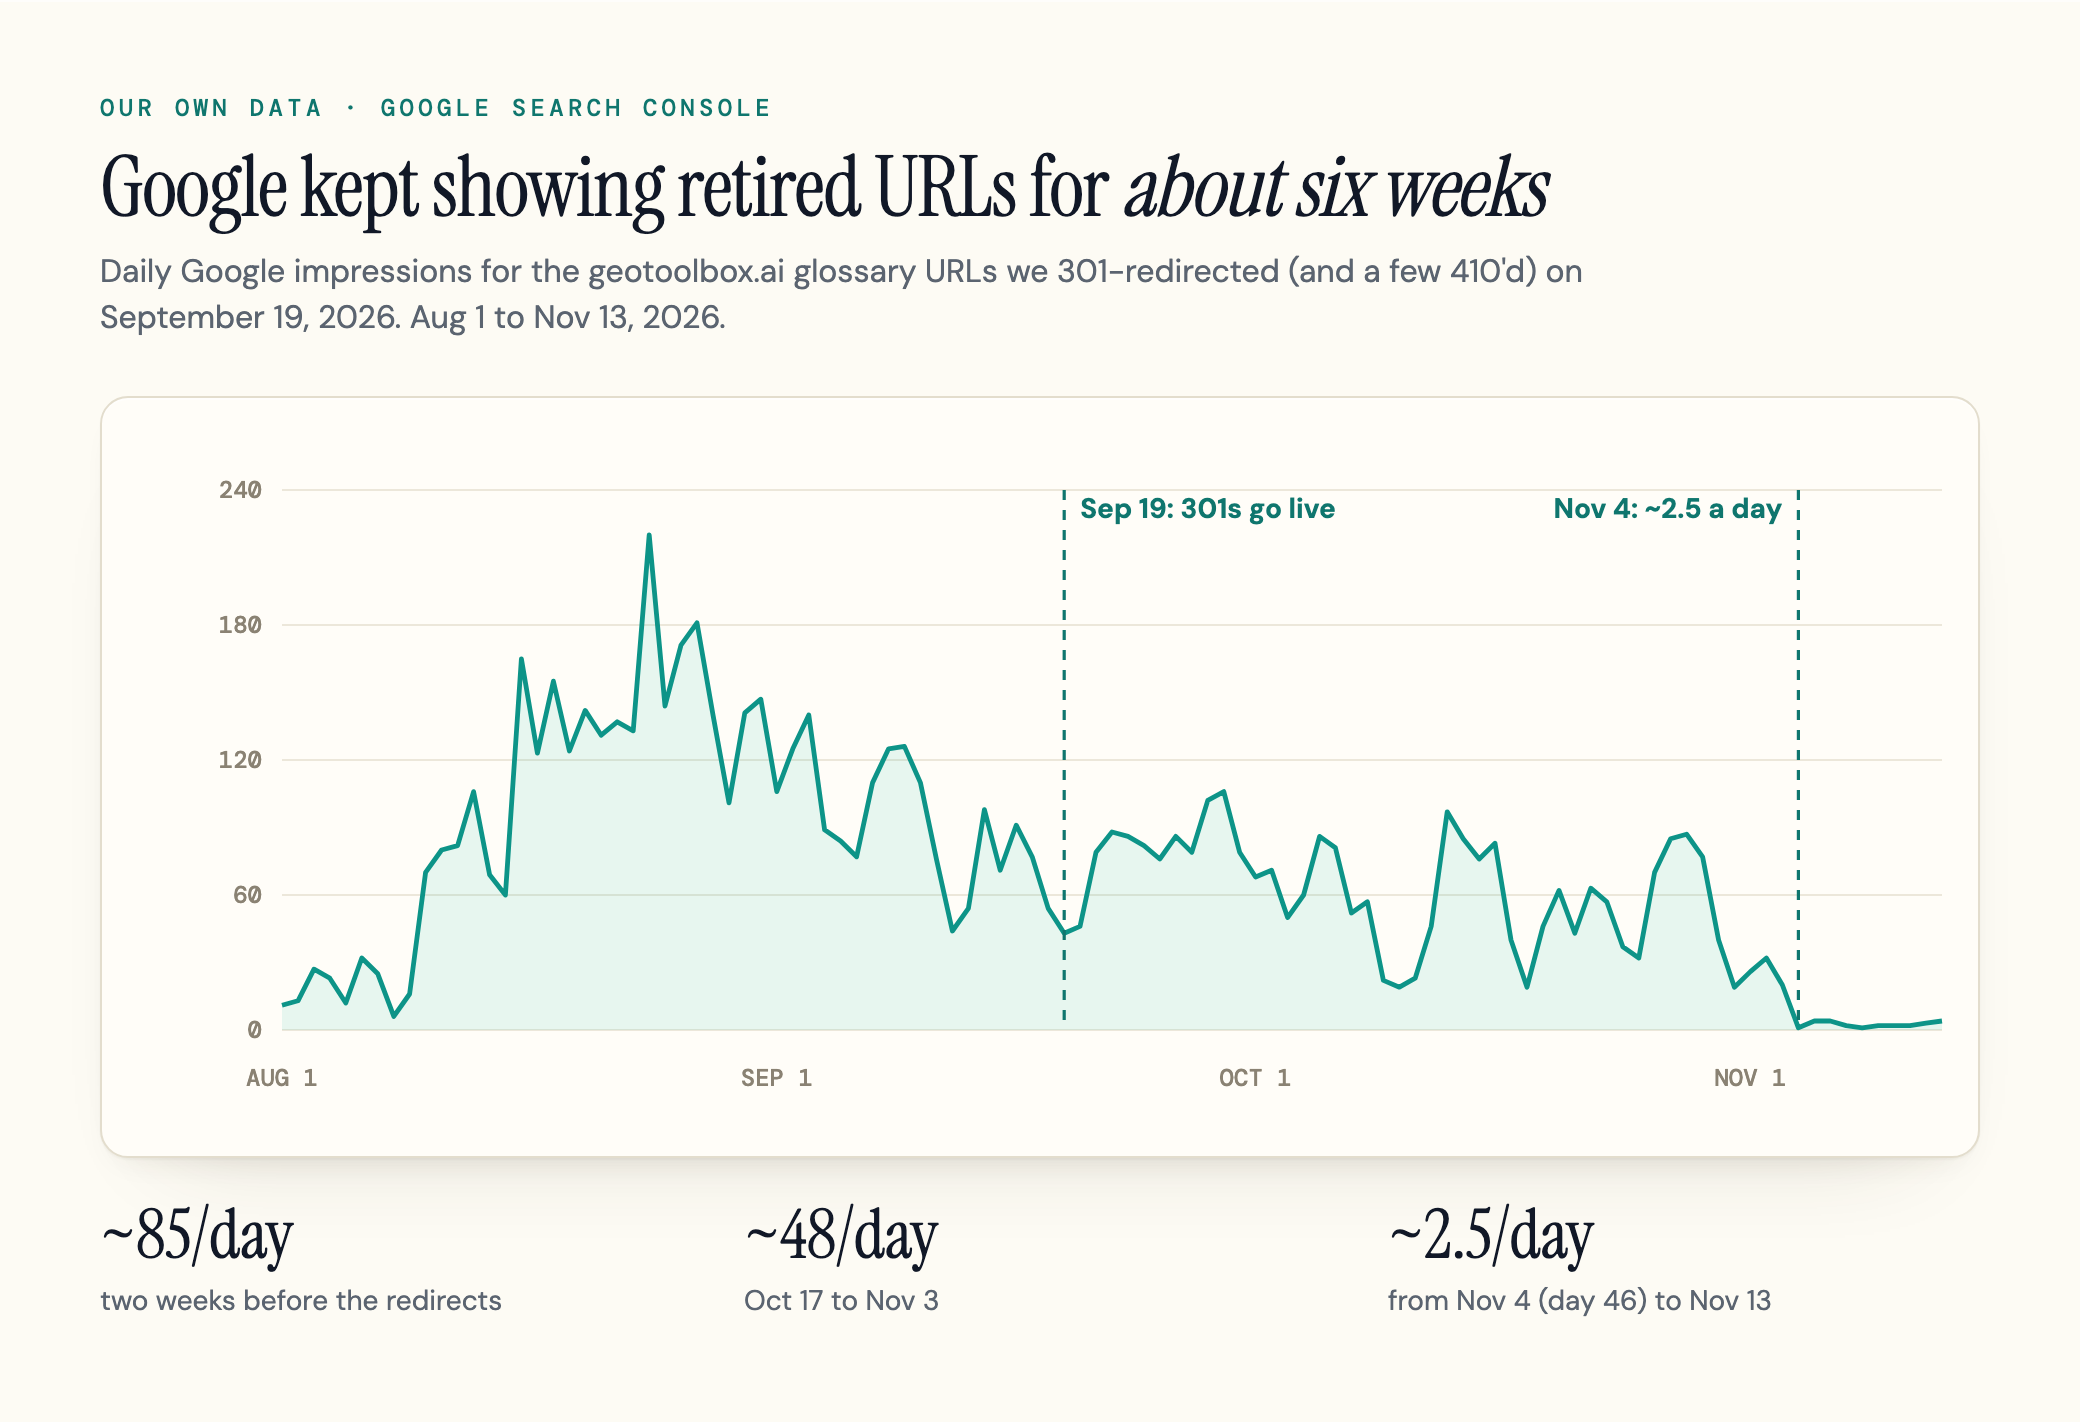 OUR OWN DATA · GOOGLE SEARCH CONSOLE
Google kept showing retired URLs for about six weeks
Daily Google impressions for the geotoolbox.ai glossary URLs we 301-redirected (and a few 410'd) on
September 19, 2026. Aug 1 to Nov 13, 2026.
240
Sep 19: 301s go live
Nov 4: ~2.5 a day
180
120
60
0
AUG 1
SEP 1
OCT 1
NOV 1
~85/day
~48/day
~2.5/day
two weeks before the redirects
Oct 17 to Nov 3
from Nov 4 (day 46) to Nov 13